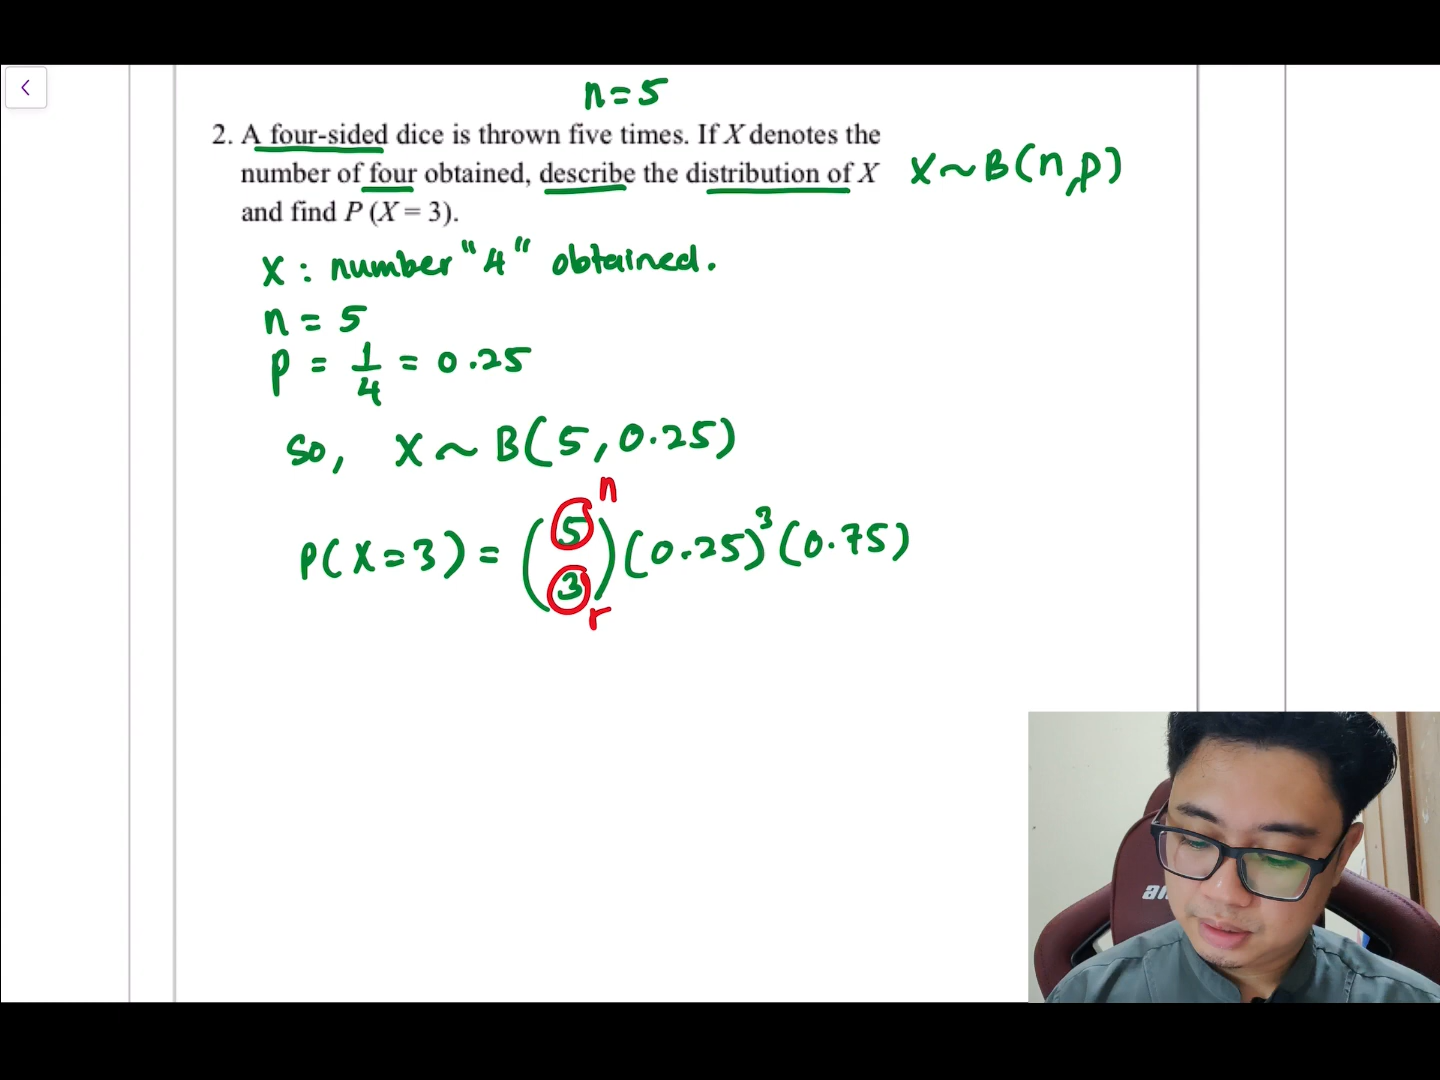 n = 5
2. A four-sided dice is thrown five times. If X denotes the
number of four obtained, describe the distribution of X
and find P (X = 3).
X ~ B(n,p)
X : number "4" obtained.
n = 5
p = 1/4 = 0.25
so, X ~ B(5, 0.25)
n
P(X=3) = (5 3) (0.25)³ (0.75)
r